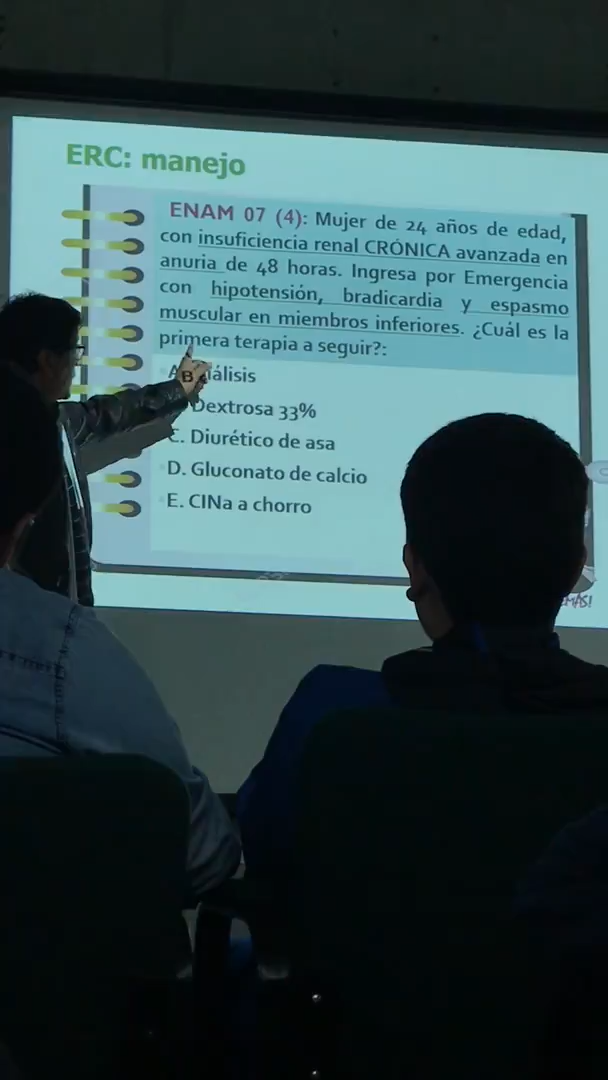 ERC: manejo
ENAM 07 (4): Mujer de 24 años de edad,
con insuficiencia renal CRÓNICA avanzada en
anuria de 48 horas. Ingresa por Emergencia
con hipotensión, bradicardia y espasmo
muscular en miembros inferiores. ¿Cuál es la
primera terapia a seguir?:
A. álisis
B Dextrosa 33%
C. Diurético de asa
D. Gluconato de calcio
E. ClNa a chorro